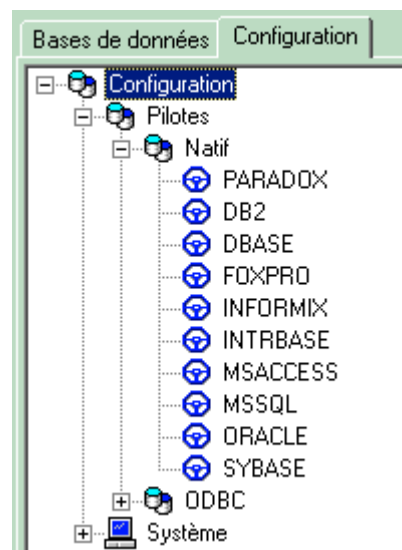 Bases de données Configuration
Configuration
Pilotes
Natif
PARADOX
DB2
DBASE
FOXPRO
INFORMIX
INTRBASE
MSACCESS
MSSQL
ORACLE
SYBASE
ODBC
Système